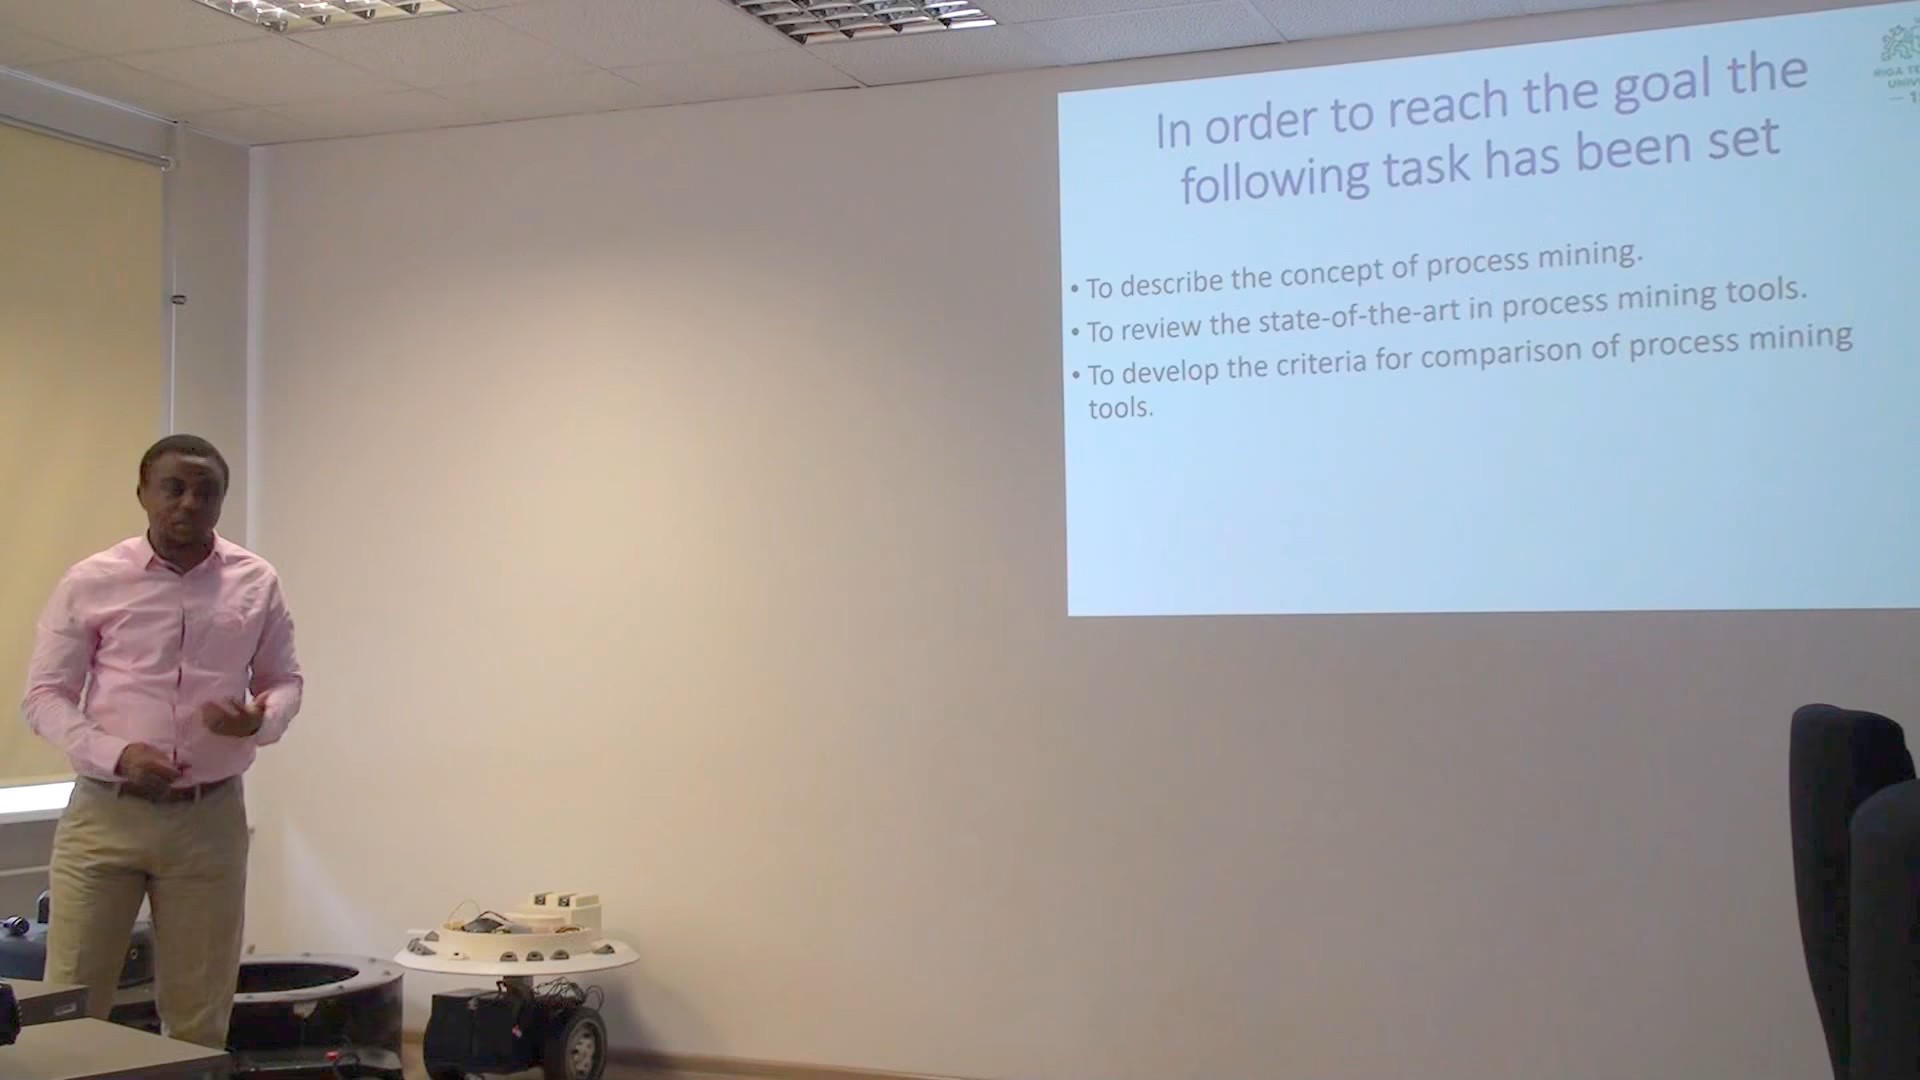 In order to reach the goal the
following task has been set
• To describe the concept of process mining.
• To review the state-of-the-art in process mining tools.
• To develop the criteria for comparison of process mining
tools.
RIGA